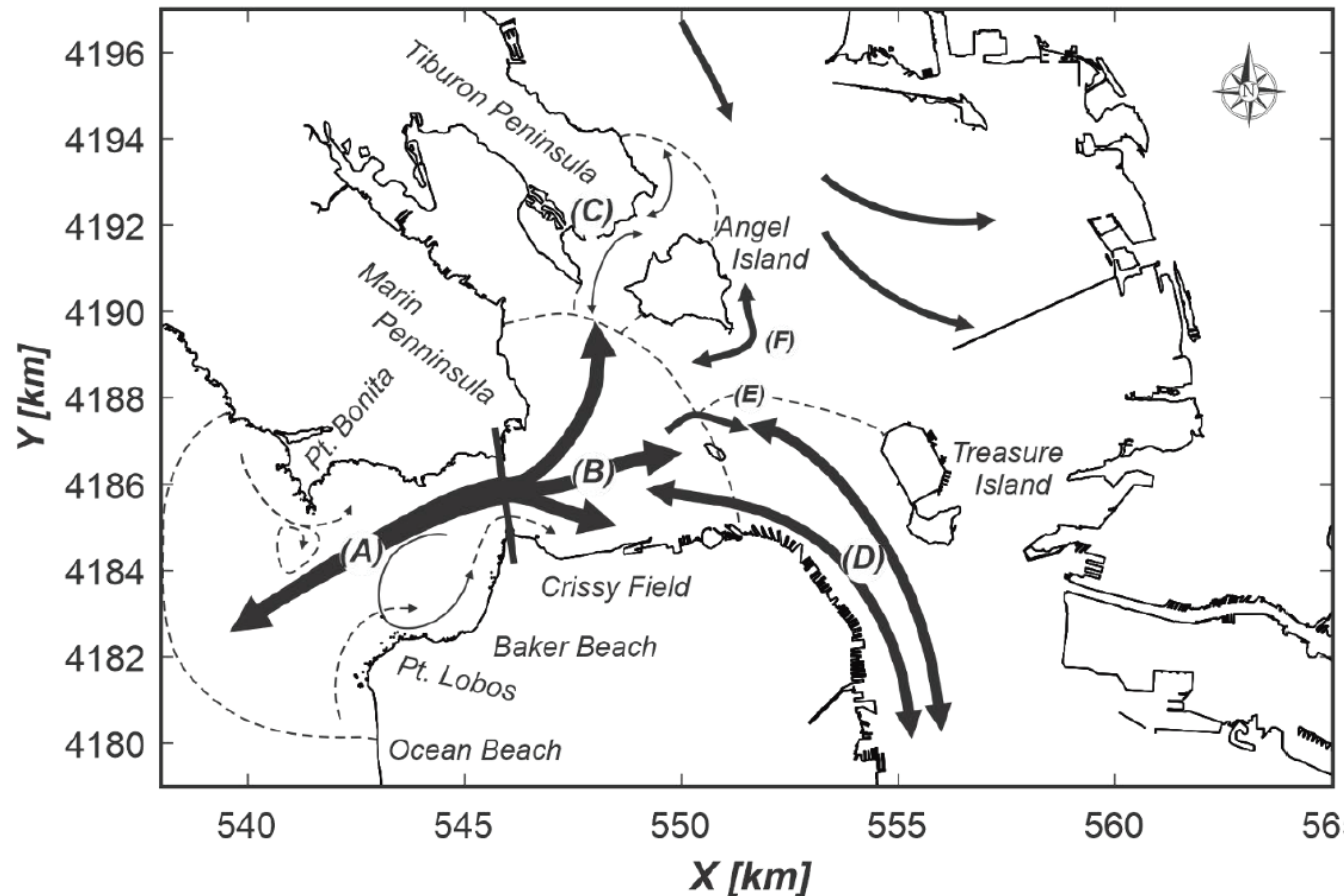 4196
4194
4192
4190
4188
4186
4184
4182
4180
Y [km]
Tiburon Peninsula
(C)
Angel
Island
N
Marin
Penninsula
(F)
Pt. Bonita
(E)
(B)
Treasure
Island
(A)
(D)
Crissy Field
Baker Beach
Pt. Lobos
Ocean Beach
540
545
550
555
560
56
X [km]